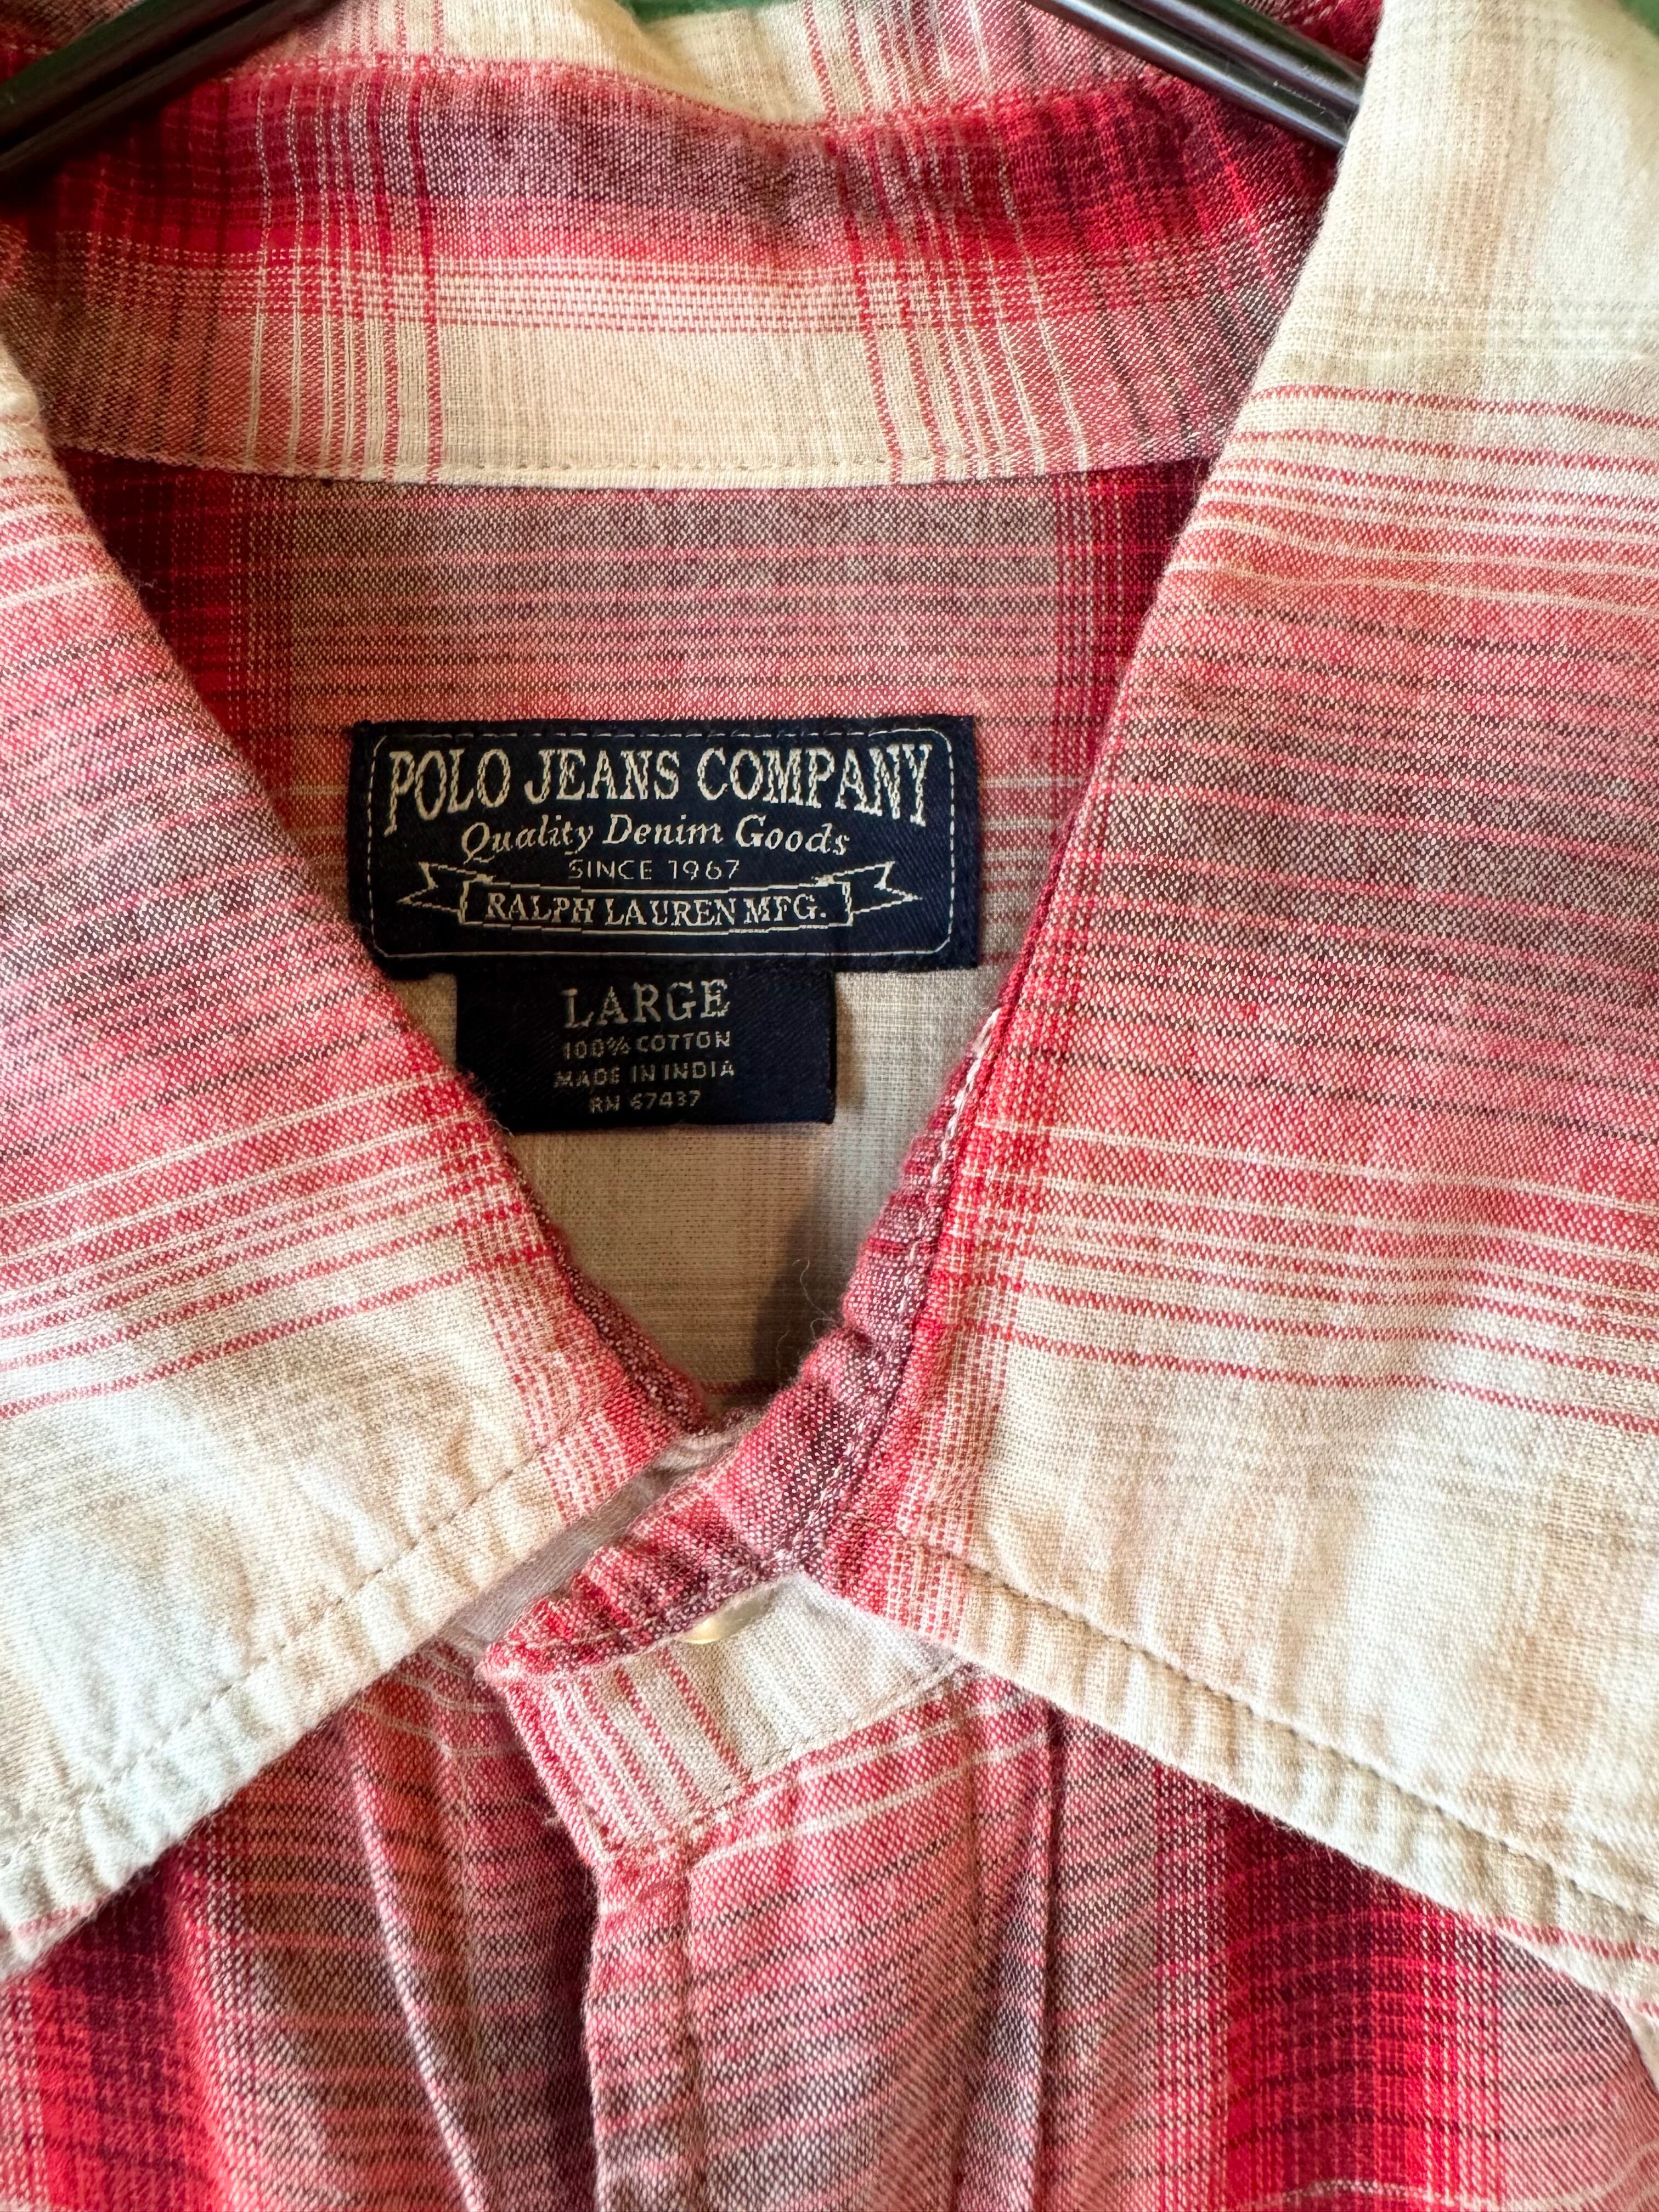 POLO JEANS COMPANY
Quality Denim Goods
SINCE 1967
RALPH LAUREN MFG.
LARGE
100% COTTON
MADE IN INDIA
RN 67437